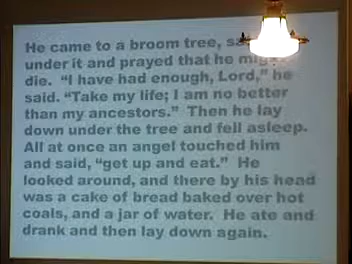 He came to a broom tree, sa
under it and prayed that he mig
die. "I have had enough, Lord," he
said. "Take my life; I am no better
than my ancestors." Then he lay
down under the tree and fell asleep.
All at once an angel touched him
and said, "get up and eat." He
looked around, and there by his head
was a cake of bread baked over hot
coals, and a jar of water. He ate and
drank and then lay down again.